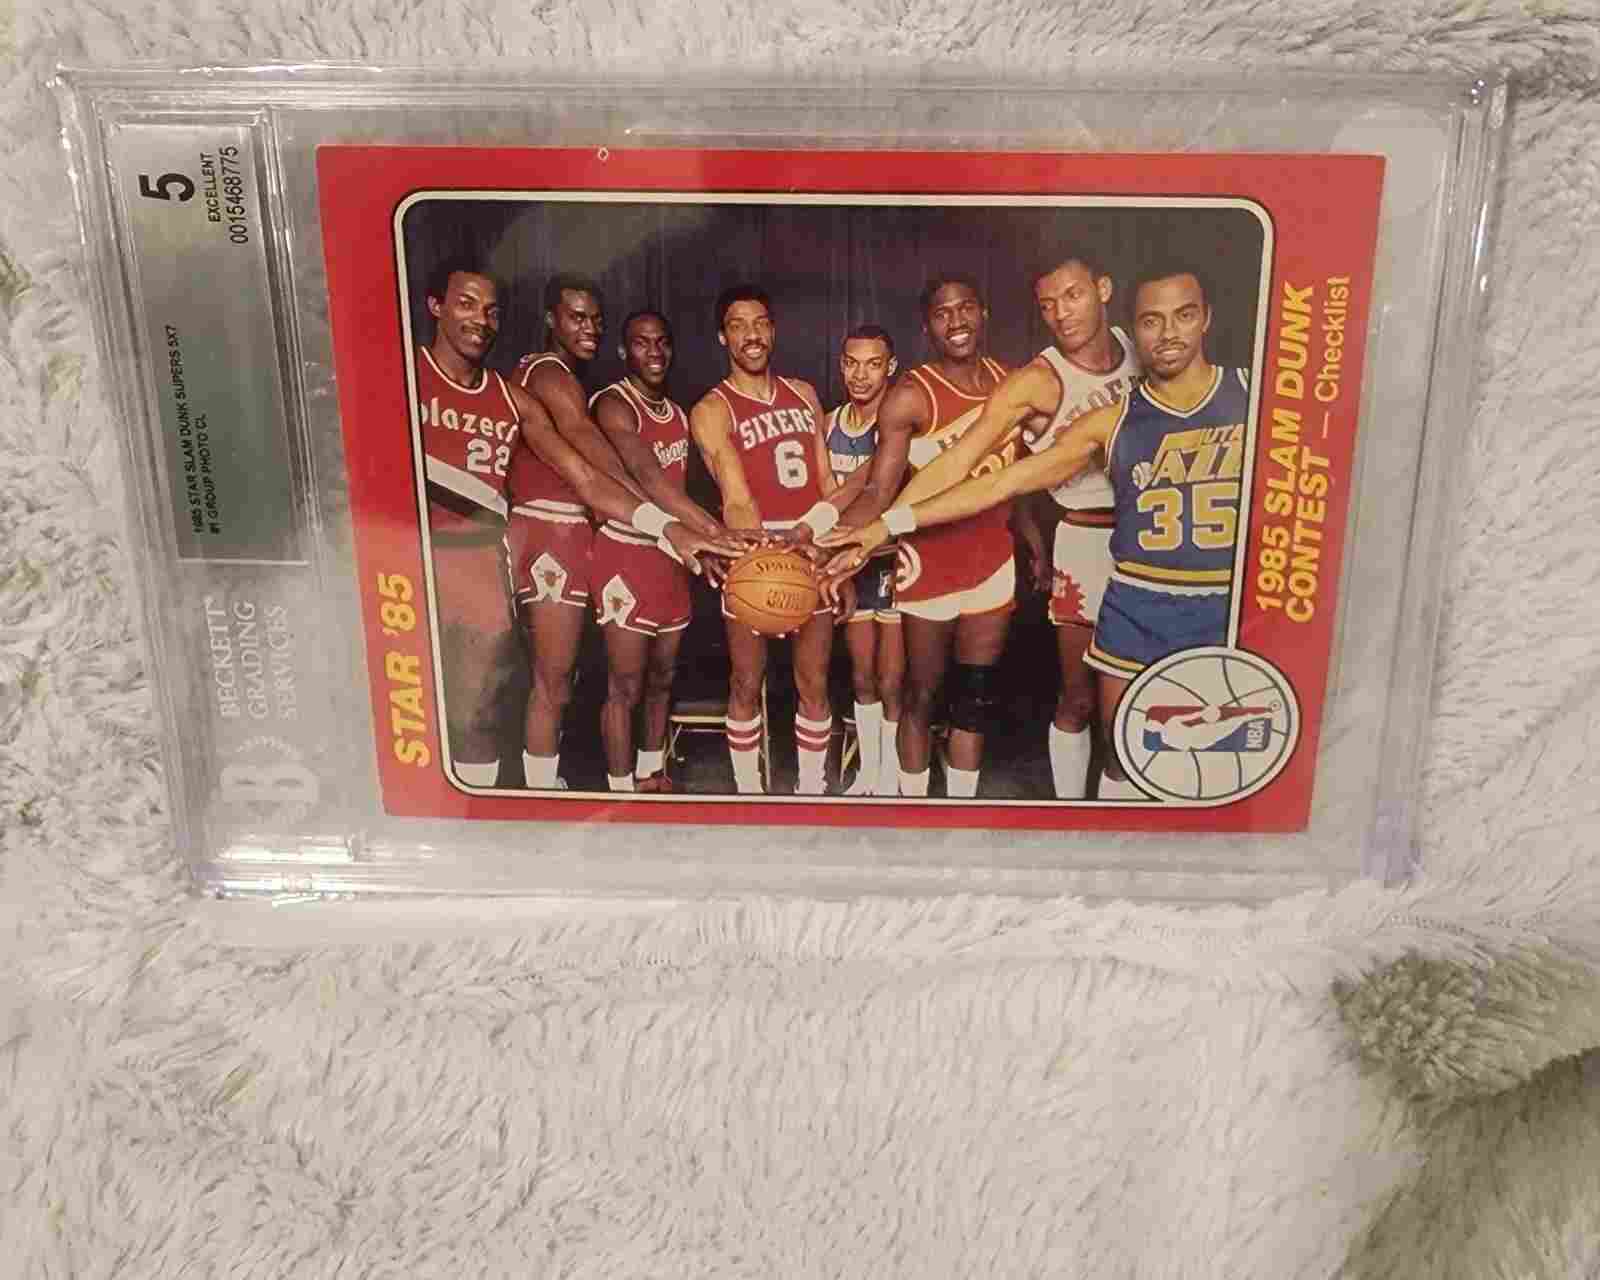 5
EXCELLENT
0015468775
1985 STAR SLAM DUNK SUPERS 5X7
#1 GROUP PHOTO CL
BECKETT
GRADING
SERVICES
STAR '85
1985 SLAM DUNK
CONTEST — Checklist
blazers
22
SIXERS
6
UTA
JAZZ
35
SPALDING
NBA